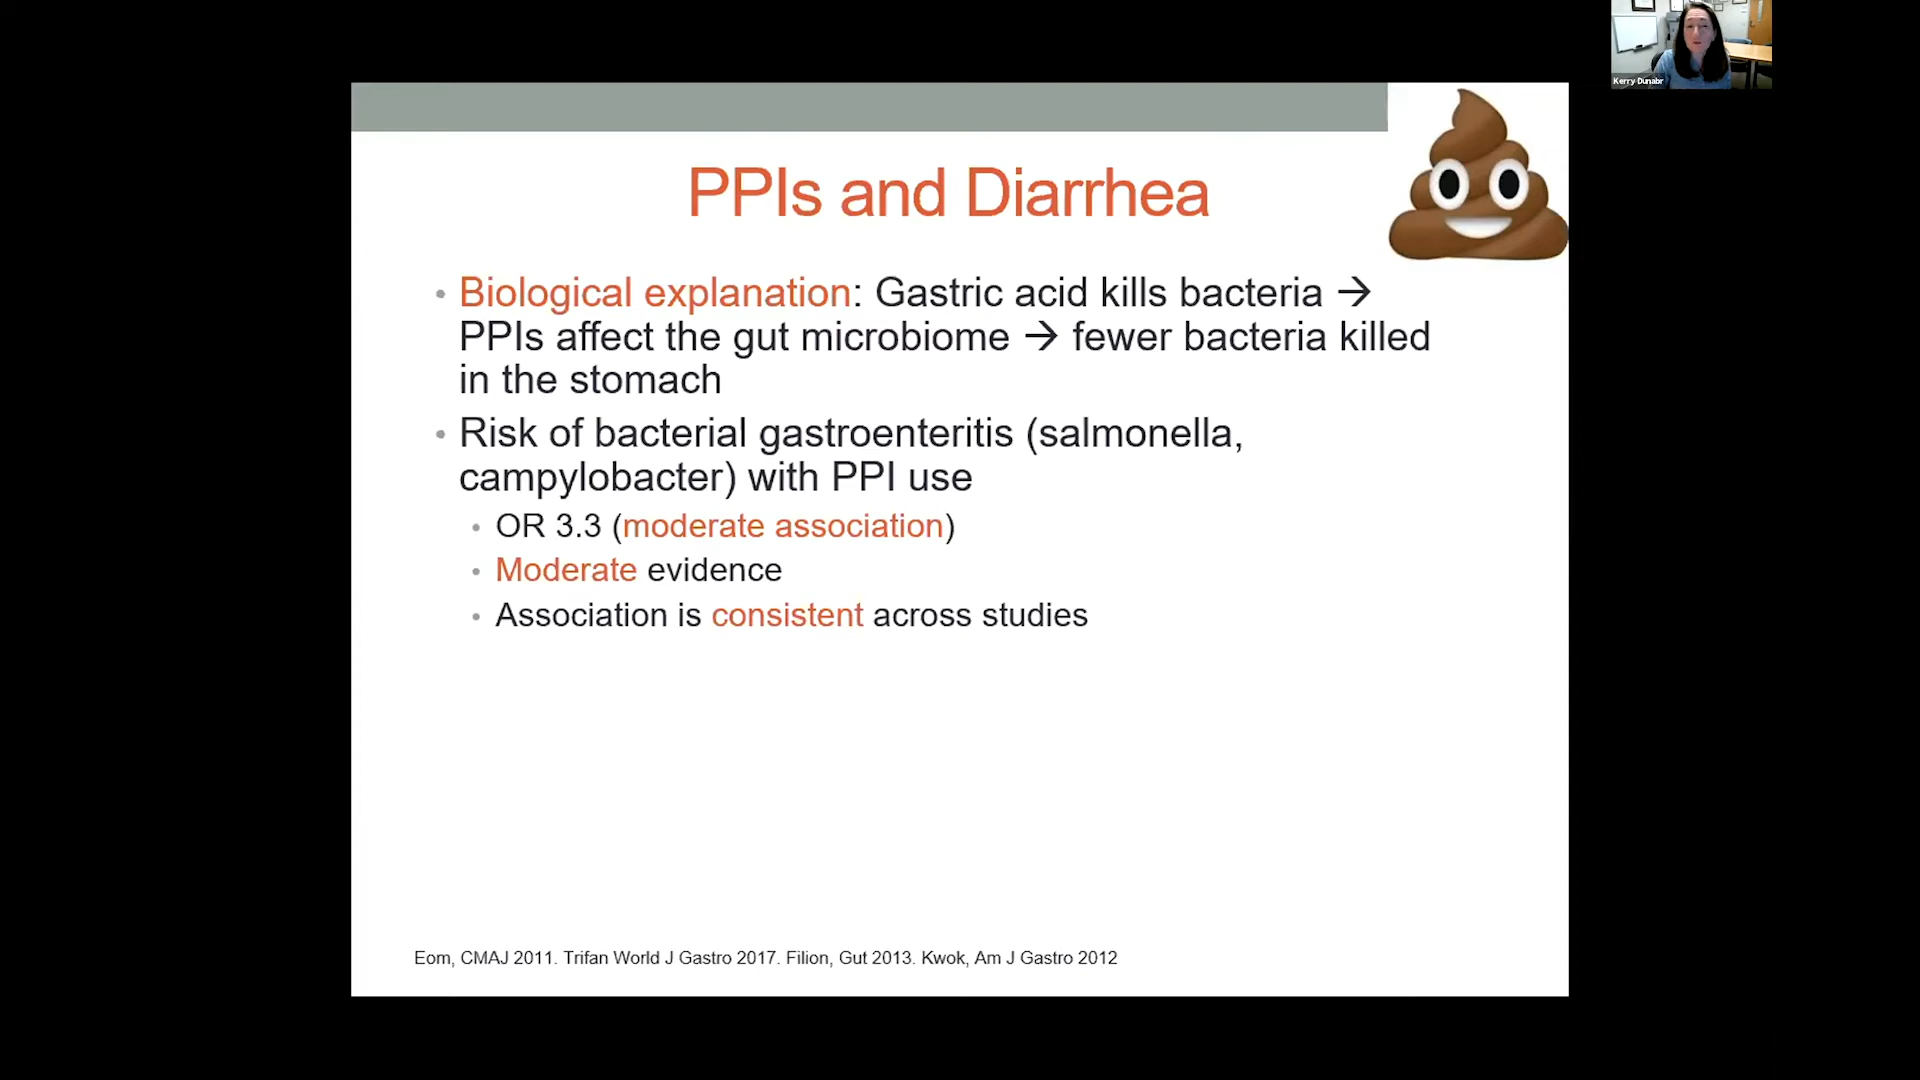 Kerry Dunabr
PPIs and Diarrhea
• Biological explanation: Gastric acid kills bacteria →
PPIs affect the gut microbiome → fewer bacteria killed
in the stomach
• Risk of bacterial gastroenteritis (salmonella,
campylobacter) with PPI use
• OR 3.3 (moderate association)
• Moderate evidence
• Association is consistent across studies
Eom, CMAJ 2011. Trifan World J Gastro 2017. Filion, Gut 2013. Kwok, Am J Gastro 2012